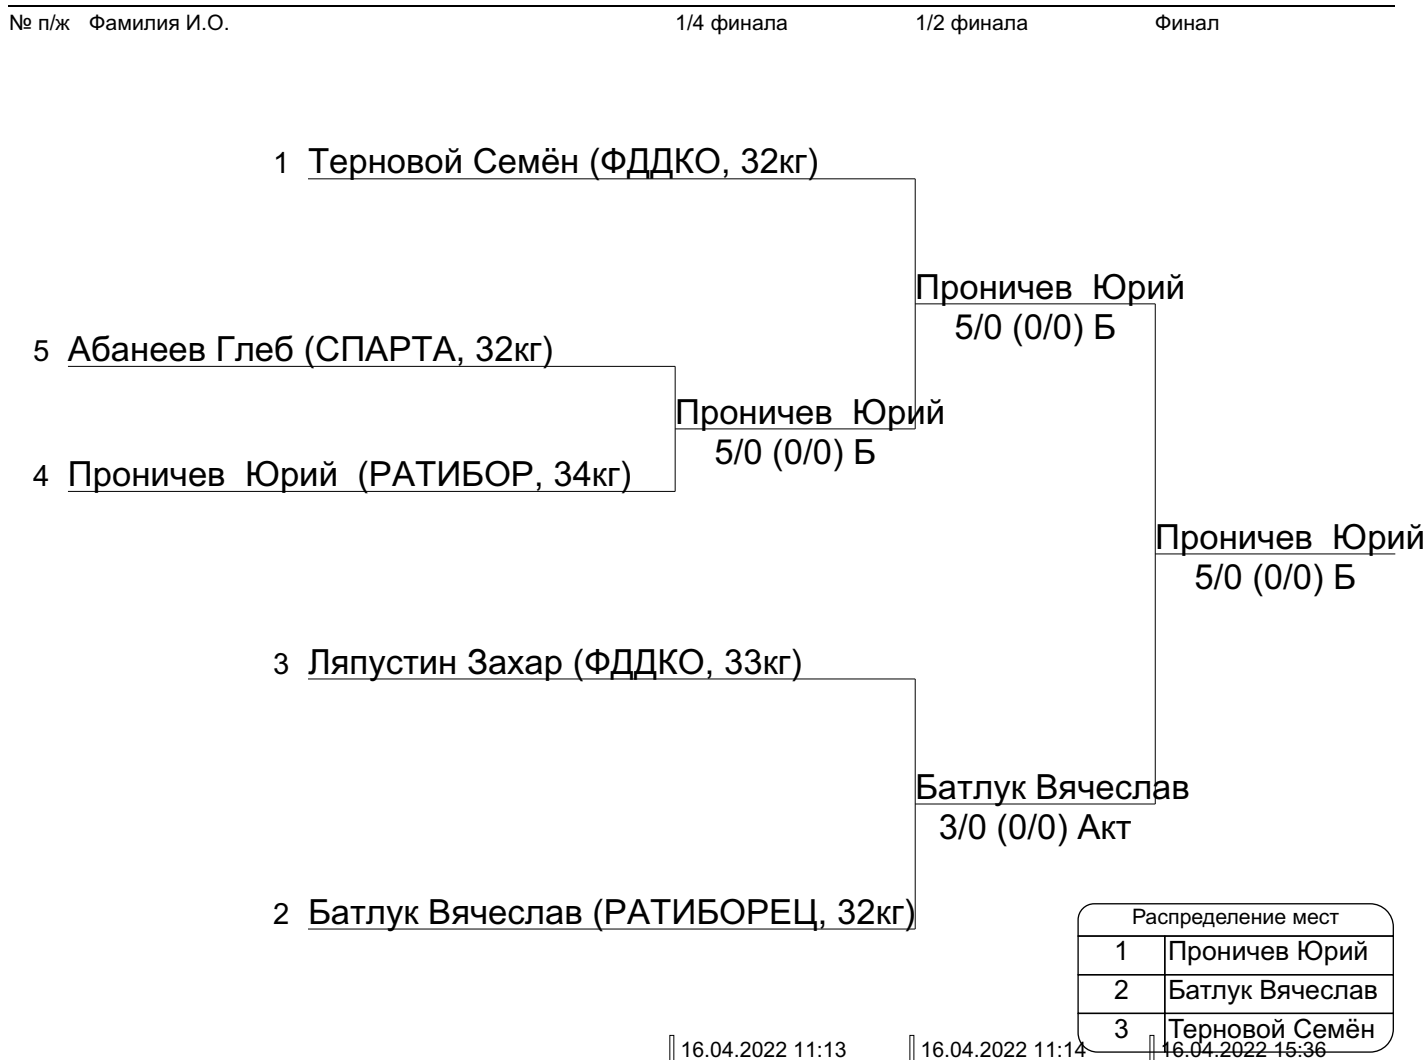 № п/ж Фамилия И.О. 1/4 финала 1/2 финала Финал
1 Терновой Семён (ФДДКО, 32кг)
Проничев Юрий
5/0 (0/0) Б
5 Абанеев Глеб (СПАРТА, 32кг)
Проничев Юрий
5/0 (0/0) Б
4 Проничев Юрий (РАТИБОР, 34кг)
Проничев Юрий
5/0 (0/0) Б
3 Ляпустин Захар (ФДДКО, 33кг)
Батлук Вячеслав
3/0 (0/0) Акт
2 Батлук Вячеслав (РАТИБОРЕЦ, 32кг)
Распределение мест
1 Проничев Юрий
2 Батлук Вячеслав
3 Терновой Семён
16.04.2022 11:13 16.04.2022 11:14 16.04.2022 15:36